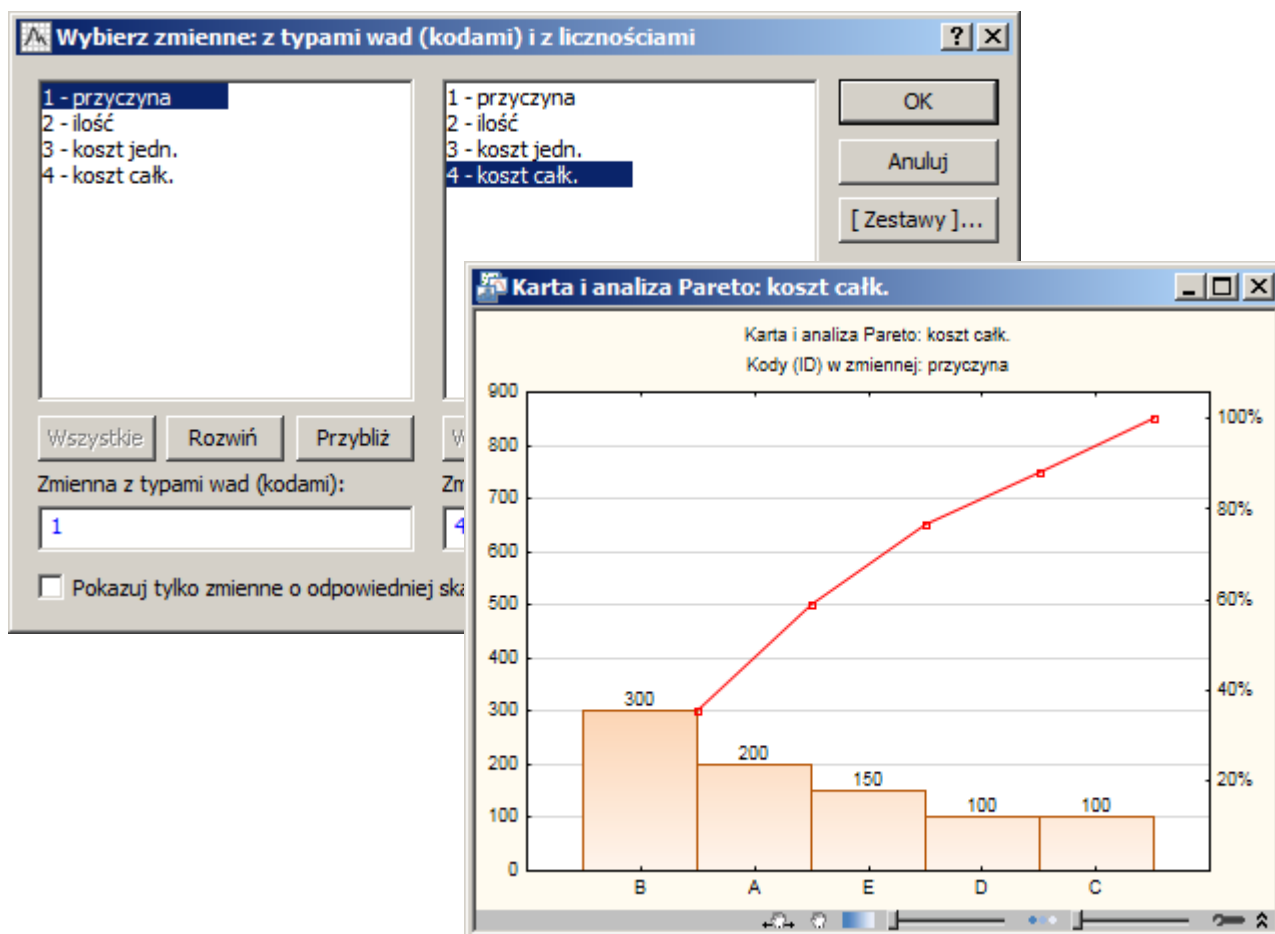 Wybierz zmienne: z typami wad (kodami) i z licznościami
1 - przyczyna
2 - ilość
3 - koszt jedn.
4 - koszt całk.
1 - przyczyna
2 - ilość
3 - koszt jedn.
4 - koszt całk.
OK
Anuluj
[ Zestawy ]...
Wszystkie
Rozwiń
Przybliż
Zmienna z typami wad (kodami):
1
4
Pokazuj tylko zmienne o odpowiedniej
Karta i analiza Pareto: koszt całk.
Karta i analiza Pareto: koszt całk.
Kody (ID) w zmiennej: przyczyna
900
800
700
600
500
400
300
200
100
0
100%
80%
60%
40%
20%
300
200
150
100
100
B
A
E
D
C